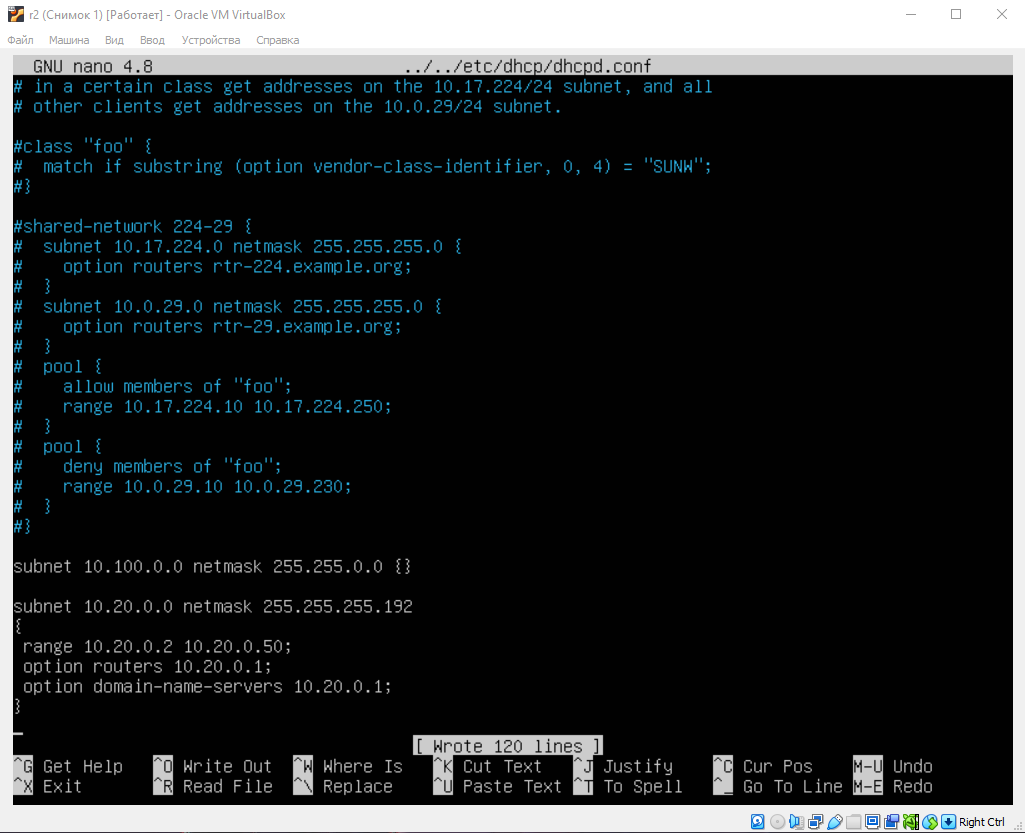 r2 (Снимок 1) [Работает] - Oracle VM VirtualBox
Файл Машина Вид Ввод Устройства Справка
GNU nano 4.8 ../../etc/dhcp/dhcpd.conf
# in a certain class get addresses on the 10.17.224/24 subnet, and all
# other clients get addresses on the 10.0.29/24 subnet.
#class "foo" {
#  match if substring (option vendor-class-identifier, 0, 4) = "SUNW";
#}
#shared-network 224-29 {
#  subnet 10.17.224.0 netmask 255.255.255.0 {
#    option routers rtr-224.example.org;
#  }
#  subnet 10.0.29.0 netmask 255.255.255.0 {
#    option routers rtr-29.example.org;
#  }
#  pool {
#    allow members of "foo";
#    range 10.17.224.10 10.17.224.250;
#  }
#  pool {
#    deny members of "foo";
#    range 10.0.29.10 10.0.29.230;
#  }
#}
subnet 10.100.0.0 netmask 255.255.0.0 {}
subnet 10.20.0.0 netmask 255.255.255.192
{
 range 10.20.0.2 10.20.0.50;
 option routers 10.20.0.1;
 option domain-name-servers 10.20.0.1;
}
[ Wrote 120 lines ]
^G Get Help ^O Write Out ^W Where Is ^K Cut Text ^J Justify ^C Cur Pos M-U Undo
^X Exit ^R Read File ^\ Replace ^U Paste Text ^T To Spell ^_ Go To Line M-E Redo
Right Ctrl